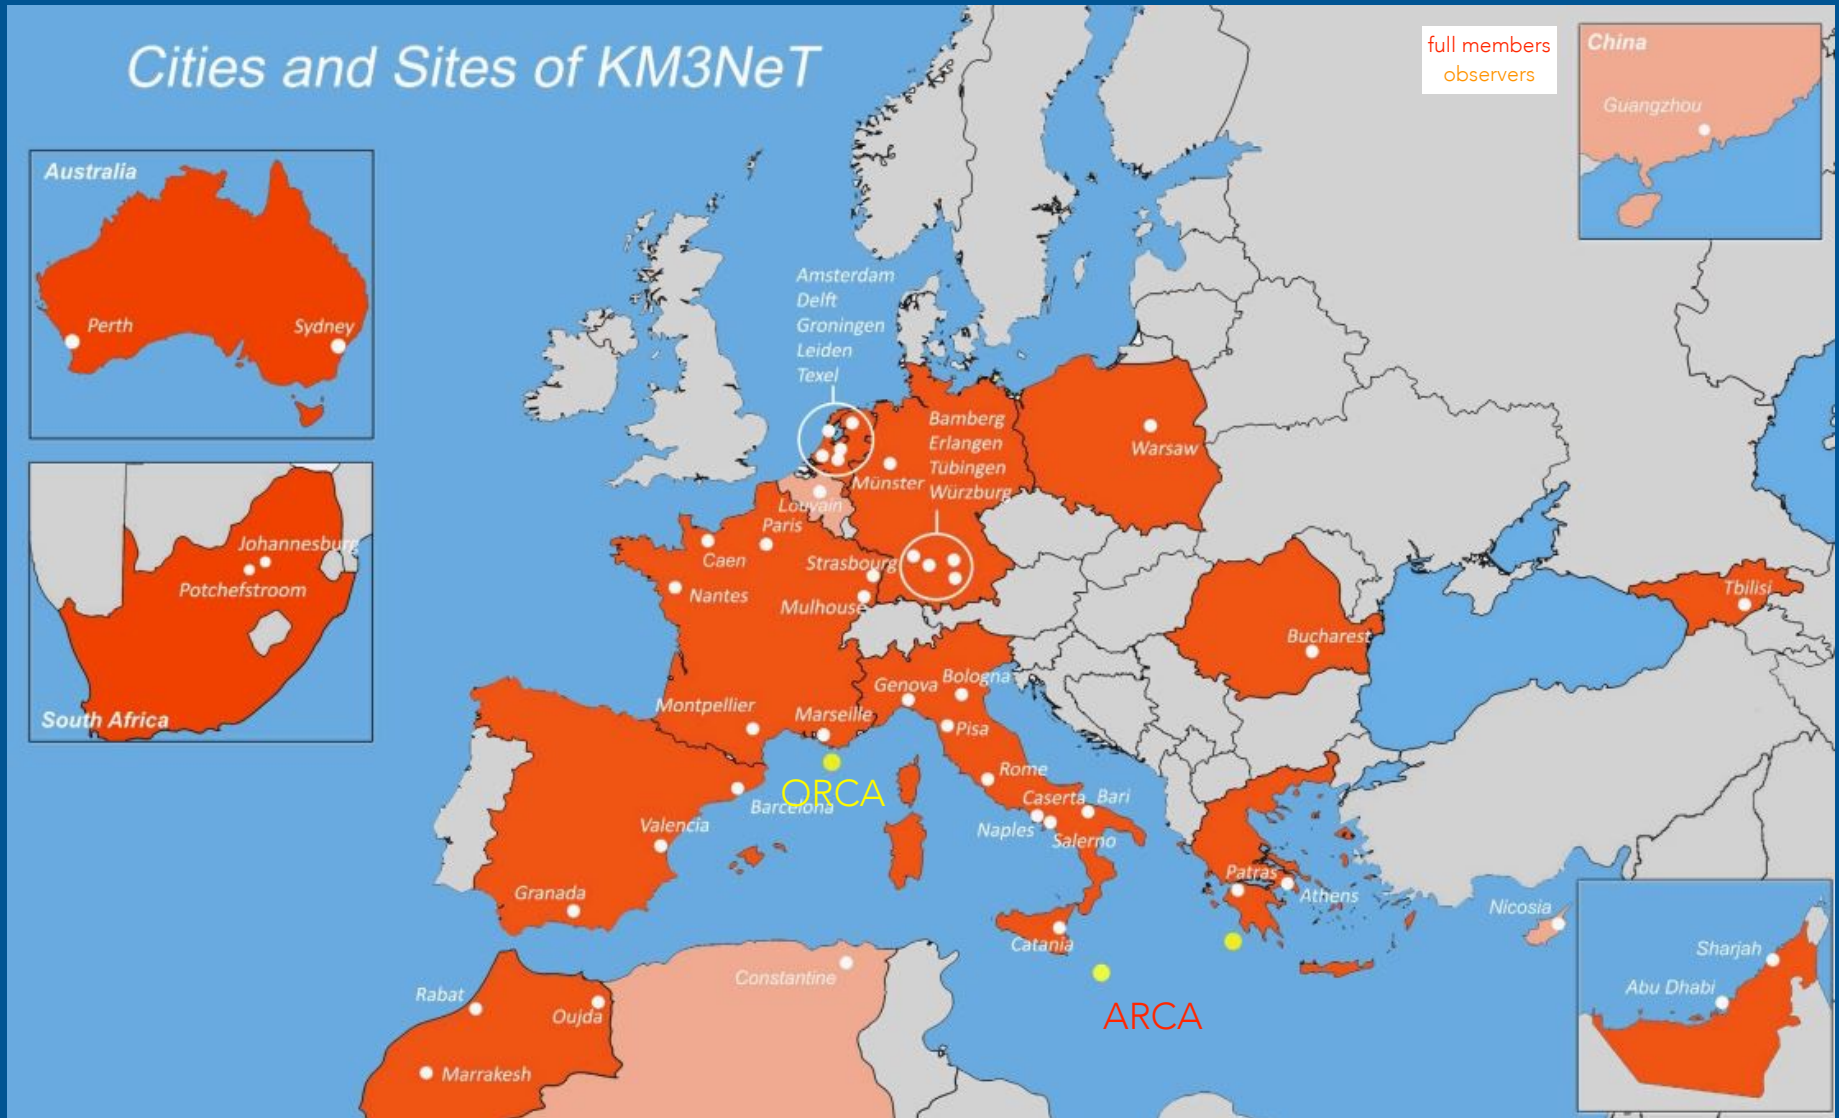 Cities and Sites of KM3NeT
full members
observers
China
Guangzhou
Australia
Perth
Sydney
Johannesburg
Potchefstroom
South Africa
Amsterdam
Delft
Groningen
Leiden
Texel
Bamberg
Erlangen
Tübingen
Würzburg
Münster
Warsaw
Louvain
Paris
Caen
Strasbourg
Nantes
Mulhouse
Tbilisi
Bucharest
Montpellier
Marseille
Genova
Bologna
Pisa
ORCA
Barcelona
Rome
Caserta
Bari
Naples
Salerno
Valencia
Granada
Patras
Athens
Catania
Nicosia
Constantine
Rabat
Oujda
Marrakesh
ARCA
Sharjah
Abu Dhabi